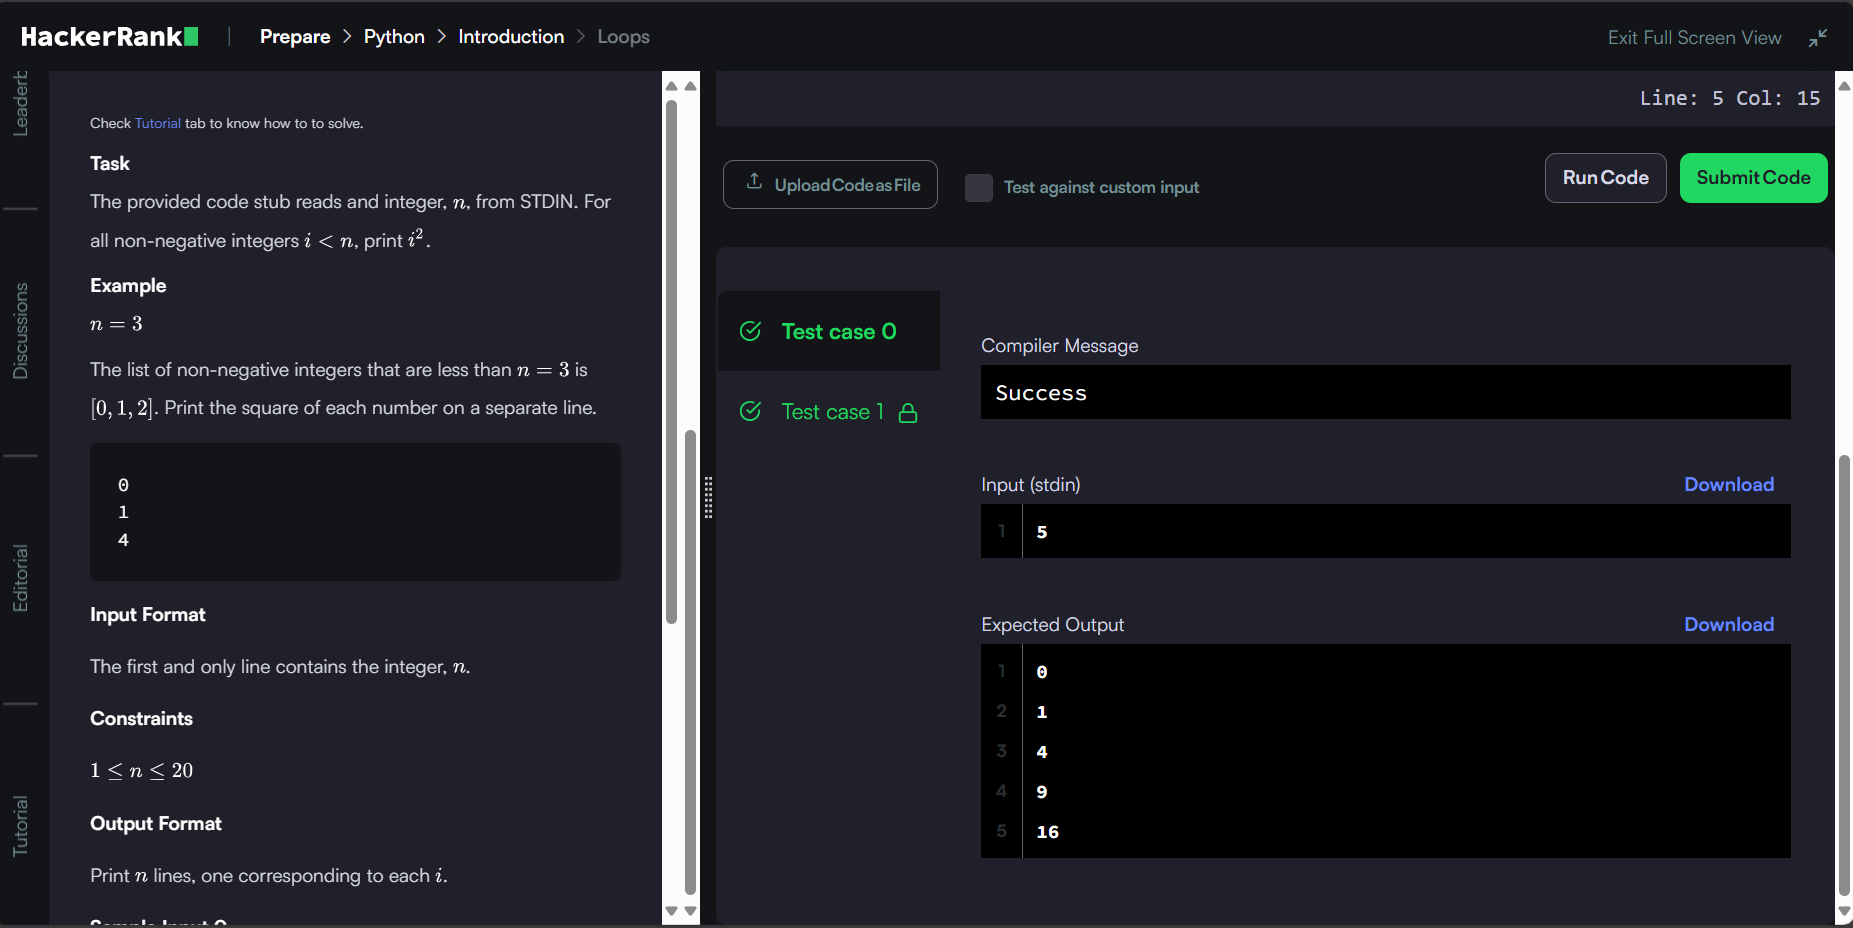 HackerRank
Prepare > Python > Introduction > Loops
Exit Full Screen View
Leaderb
Discussions
Editorial
Tutorial
Check Tutorial tab to know how to to solve.
Task
The provided code stub reads and integer, n, from STDIN. For
all non-negative integers i < n, print i².
Example
n = 3
The list of non-negative integers that are less than n = 3 is
[0, 1, 2]. Print the square of each number on a separate line.
0
1
4
Input Format
The first and only line contains the integer, n.
Constraints
1 ≤ n ≤ 20
Output Format
Print n lines, one corresponding to each i.
Sample Input 0
Line: 5 Col: 15
Upload Code as File
Test against custom input
Run Code
Submit Code
Test case 0
Test case 1
Compiler Message
Success
Input (stdin)
Download
1 5
Expected Output
Download
1 0
2 1
3 4
4 9
5 16